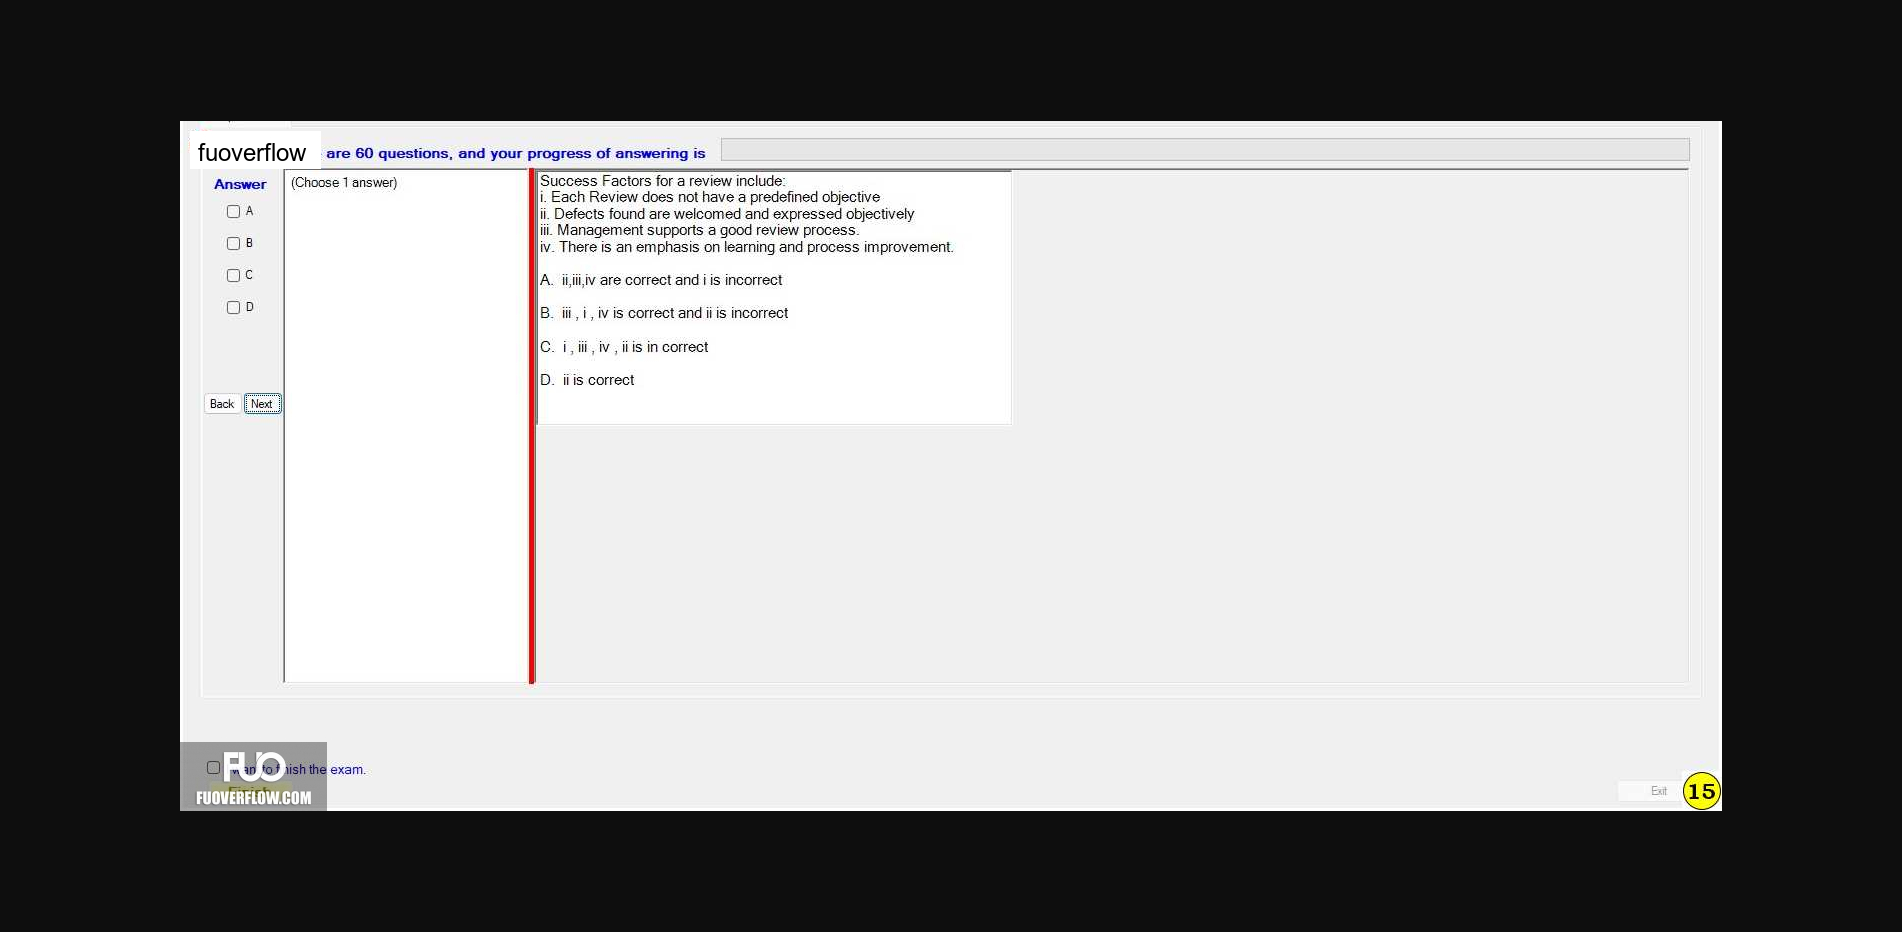 fuoverflow are 60 questions, and your progress of answering is
Answer
A
B
C
D
Back Next
(Choose 1 answer)
Success Factors for a review include:
i. Each Review does not have a predefined objective
ii. Defects found are welcomed and expressed objectively
iii. Management supports a good review process.
iv. There is an emphasis on learning and process improvement.
A. ii,iii,iv are correct and i is incorrect
B. iii , i , iv is correct and ii is incorrect
C. i , iii , iv , ii is in correct
D. ii is correct
FUO
want to finish the exam.
Finish
FUOVERFLOW.COM
Exit
15